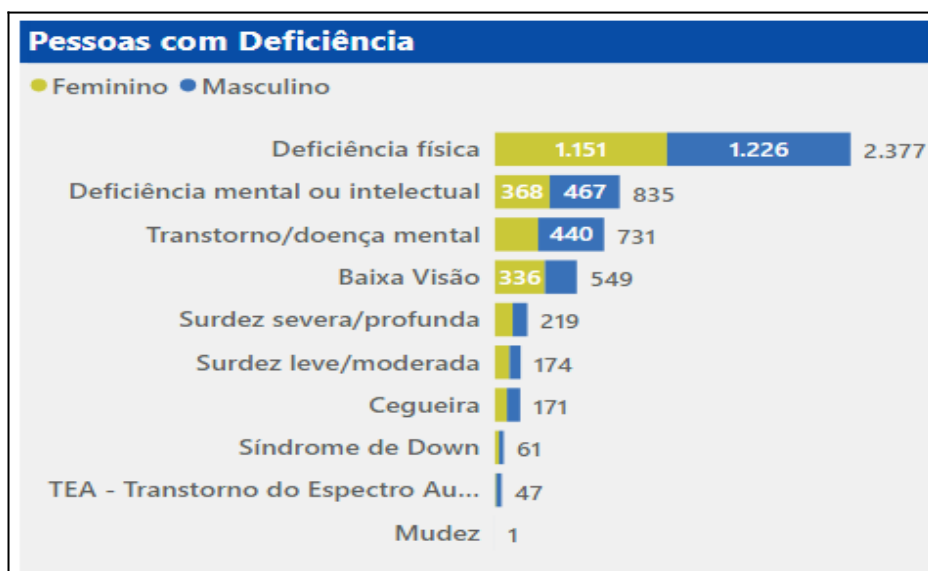 Pessoas com Deficiência
Feminino Masculino
Deficiência física 1.151 1.226 2.377
Deficiência mental ou intelectual 368 467 835
Transtorno/doença mental 440 731
Baixa Visão 336 549
Surdez severa/profunda 219
Surdez leve/moderada 174
Cegueira 171
Síndrome de Down 61
TEA - Transtorno do Espectro Au... 47
Mudez 1